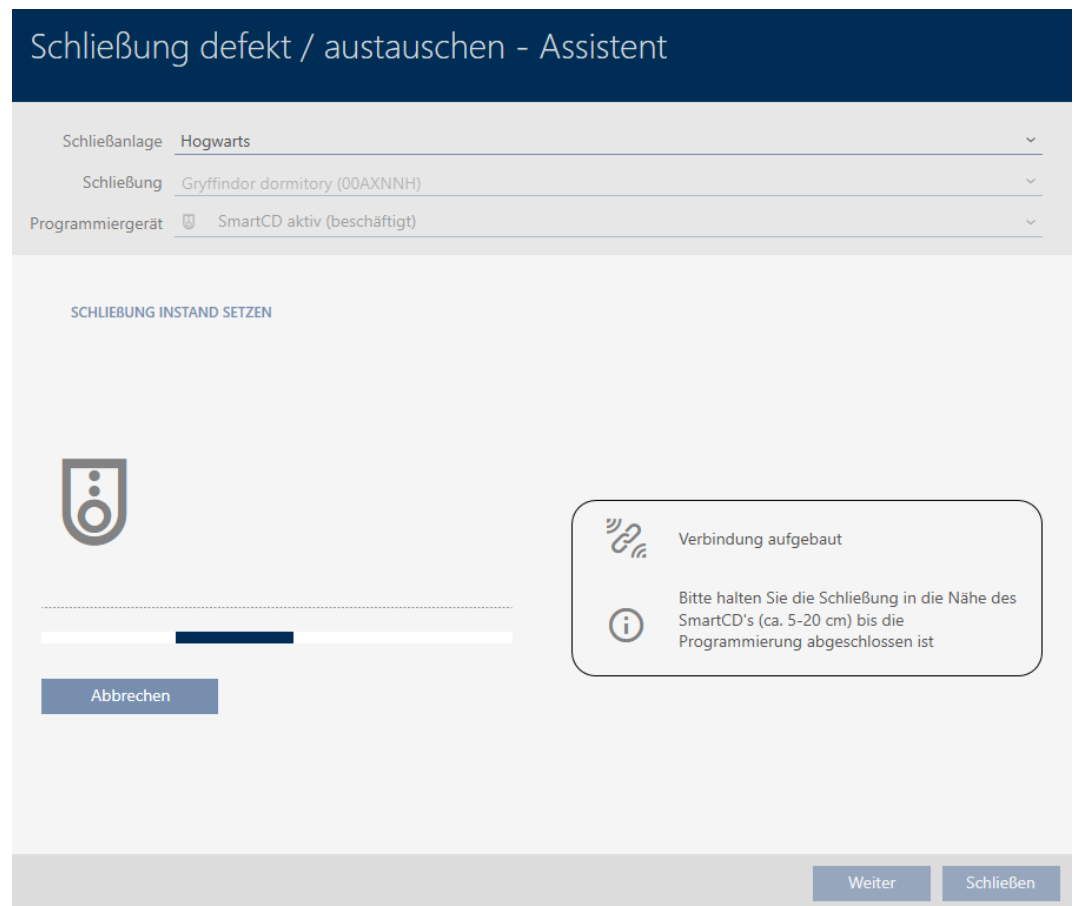 Schließung defekt / austauschen - Assistent
Schließanlage Hogwarts
Schließung Gryffindor dormitory (00AXNNH)
Programmiergerät SmartCD aktiv (beschäftigt)
SCHLIEßUNG INSTAND SETZEN
Verbindung aufgebaut
Bitte halten Sie die Schließung in die Nähe des
SmartCD's (ca. 5-20 cm) bis die
Programmierung abgeschlossen ist
Abbrechen
Weiter Schließen